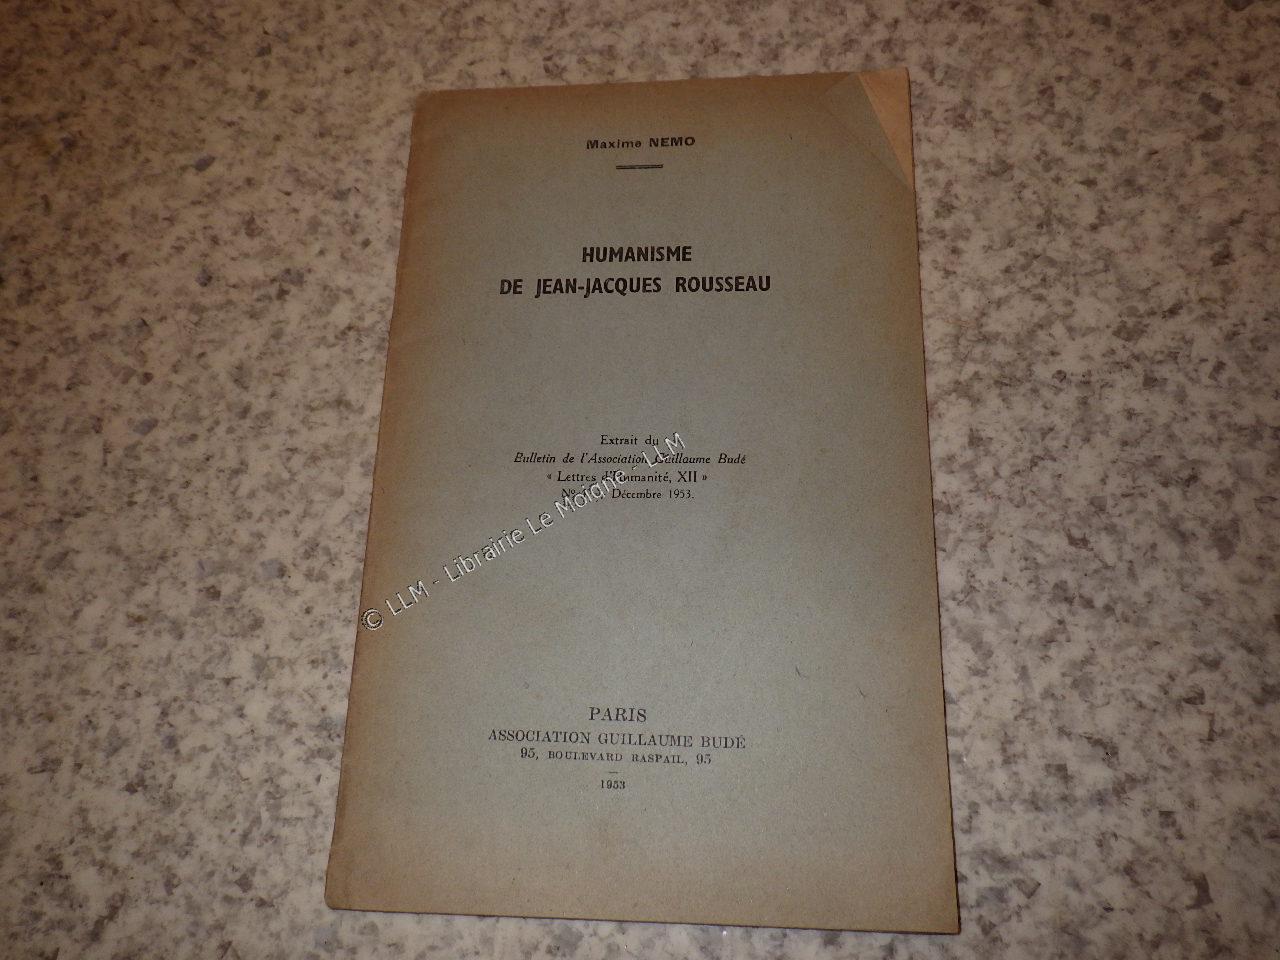 Maxime NEMO
HUMANISME
DE JEAN-JACQUES ROUSSEAU
Extrait du
Bulletin de l'Association Guillaume Budé
« Lettres d'Humanité, XII »
Décembre 1953.
© LLM - Librairie Le Moigne - LLM
PARIS
ASSOCIATION GUILLAUME BUDÉ
95, BOULEVARD RASPAIL, 95
1953